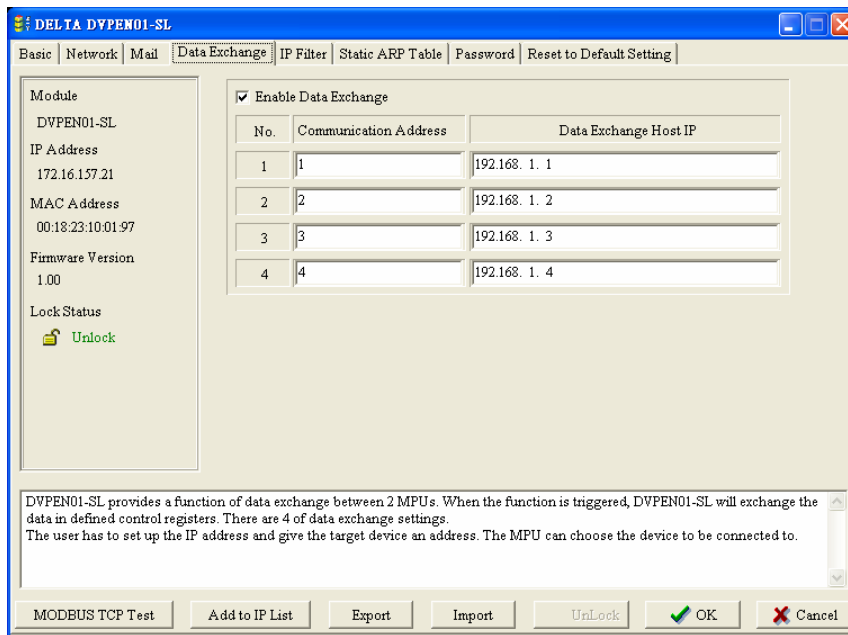 DELTA DVPEN01-SL
Basic Network Mail Data Exchange IP Filter Static ARP Table Password Reset to Default Setting
Module
DVPEN01-SL
IP Address
172.16.157.21
MAC Address
00:18:23:10:01:97
Firmware Version
1.00
Lock Status
Unlock
Enable Data Exchange
No. Communication Address Data Exchange Host IP
1 1 192.168. 1. 1
2 2 192.168. 1. 2
3 3 192.168. 1. 3
4 4 192.168. 1. 4
DVPEN01-SL provides a function of data exchange between 2 MPUs. When the function is triggered, DVPEN01-SL will exchange the
data in defined control registers. There are 4 of data exchange settings.
The user has to set up the IP address and give the target device an address. The MPU can choose the device to be connected to.
MODBUS TCP Test Add to IP List Export Import UnLock OK Cancel